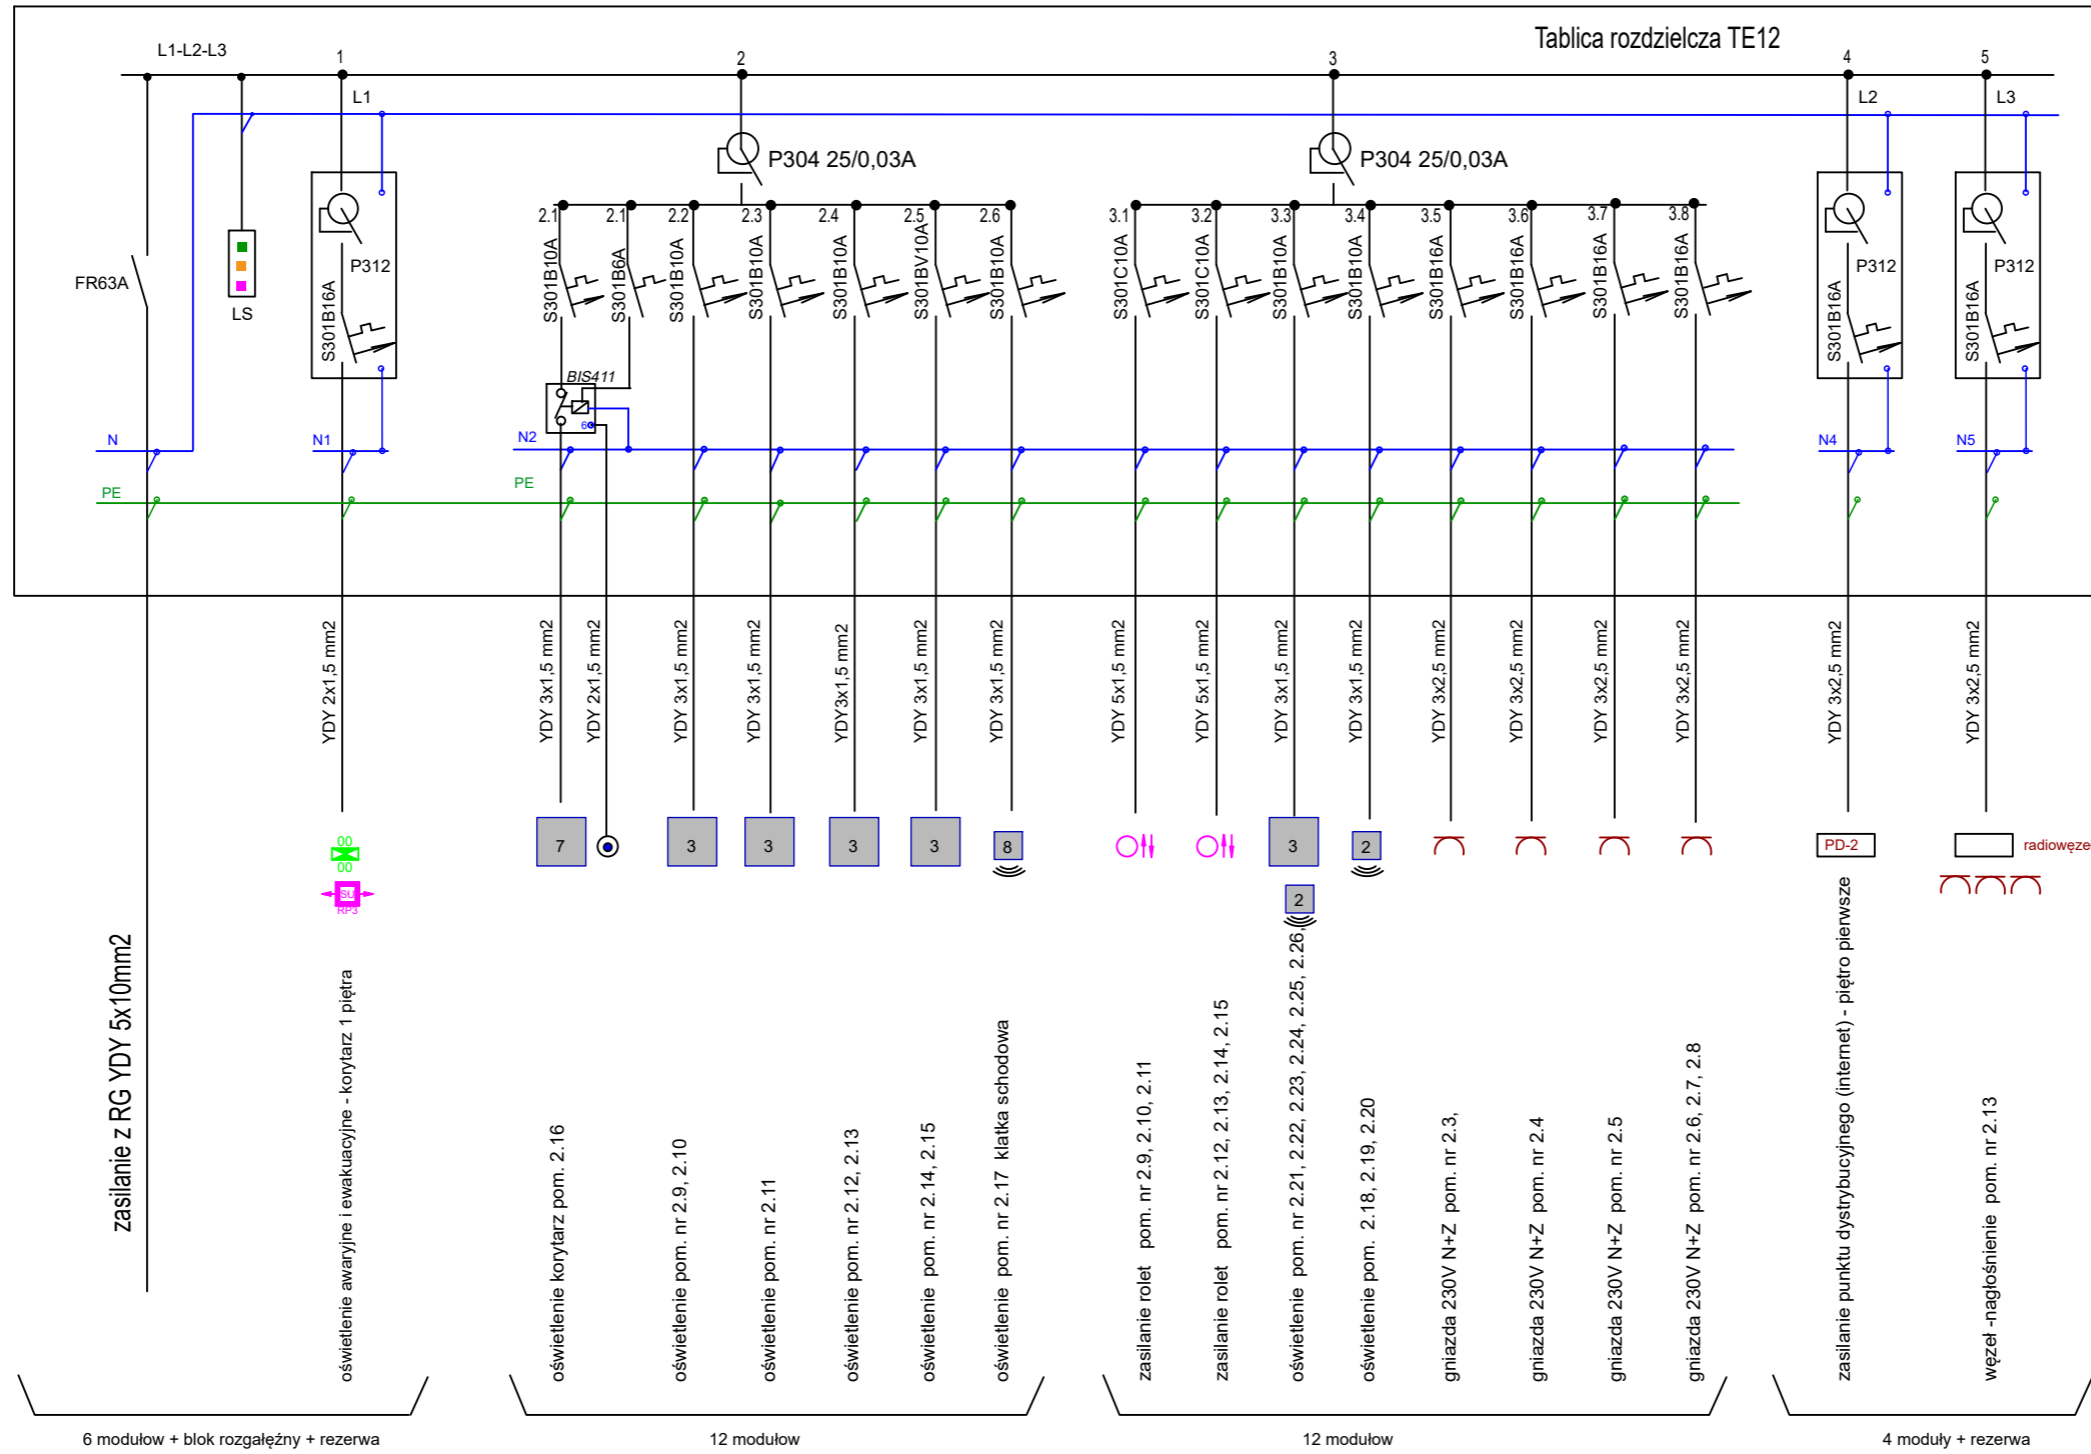 Tablica rozdzielcza TE12
L1-L2-L3
1
2
3
4
5
L1
L2
L3
P304 25/0,03A
P304 25/0,03A
FR63A
LS
P312
S301B16A
2.1
2.1
2.2
2.3
2.4
2.5
2.6
S301B10A
S301B6A
S301B10A
S301B10A
S301B10A
S301BV10A
S301B10A
BIS411
6
3.1
3.2
3.3
3.4
3.5
3.6
3.7
3.8
S301C10A
S301C10A
S301B10A
S301B10A
S301B16A
S301B16A
S301B16A
S301B16A
P312
S301B16A
P312
S301B16A
N
N1
N2
N4
N5
PE
PE
YDY 2x1,5 mm2
YDY 3x1,5 mm2
YDY 2x1,5 mm2
YDY 3x1,5 mm2
YDY 3x1,5 mm2
YDY3x1,5 mm2
YDY 3x1,5 mm2
YDY 3x1,5 mm2
YDY 5x1,5 mm2
YDY 5x1,5 mm2
YDY 3x1,5 mm2
YDY 3x1,5 mm2
YDY 3x2,5 mm2
YDY 3x2,5 mm2
YDY 3x2,5 mm2
YDY 3x2,5 mm2
YDY 3x2,5 mm2
YDY 3x2,5 mm2
00
00
RP3
7
3
3
3
3
8
3
2
2
PD-2
radiowęze
zasilanie z RG YDY 5x10mm2
oświetlenie awaryjne i ewakuacyjne - korytarz 1 piętra
oświetlenie korytarz pom. 2.16
oświetlenie pom. nr 2.9, 2.10
oświetlenie pom. nr 2.11
oświetlenie pom. nr 2.12, 2.13
oświetlenie pom. nr 2.14, 2.15
oświetlenie pom. nr 2.17 klatka schodowa
zasilanie rolet pom. nr 2.9, 2.10, 2.11
zasilanie rolet pom. nr 2.12, 2.13, 2.14, 2.15
oświetlenie pom. nr 2.21, 2.22, 2.23, 2.24, 2.25, 2.26,
oświetlenie pom. 2.18, 2.19, 2.20
gniazda 230V N+Z pom. nr 2.3,
gniazda 230V N+Z pom. nr 2.4
gniazda 230V N+Z pom. nr 2.5
gniazda 230V N+Z pom. nr 2.6, 2.7, 2.8
zasilanie punktu dystrybucyjnego (internet) - piętro pierwsze
węzeł -nagłośnienie pom. nr 2.13
6 modułow + blok rozgałęźny + rezerwa
12 modułow
12 modułow
4 moduły + rezerwa